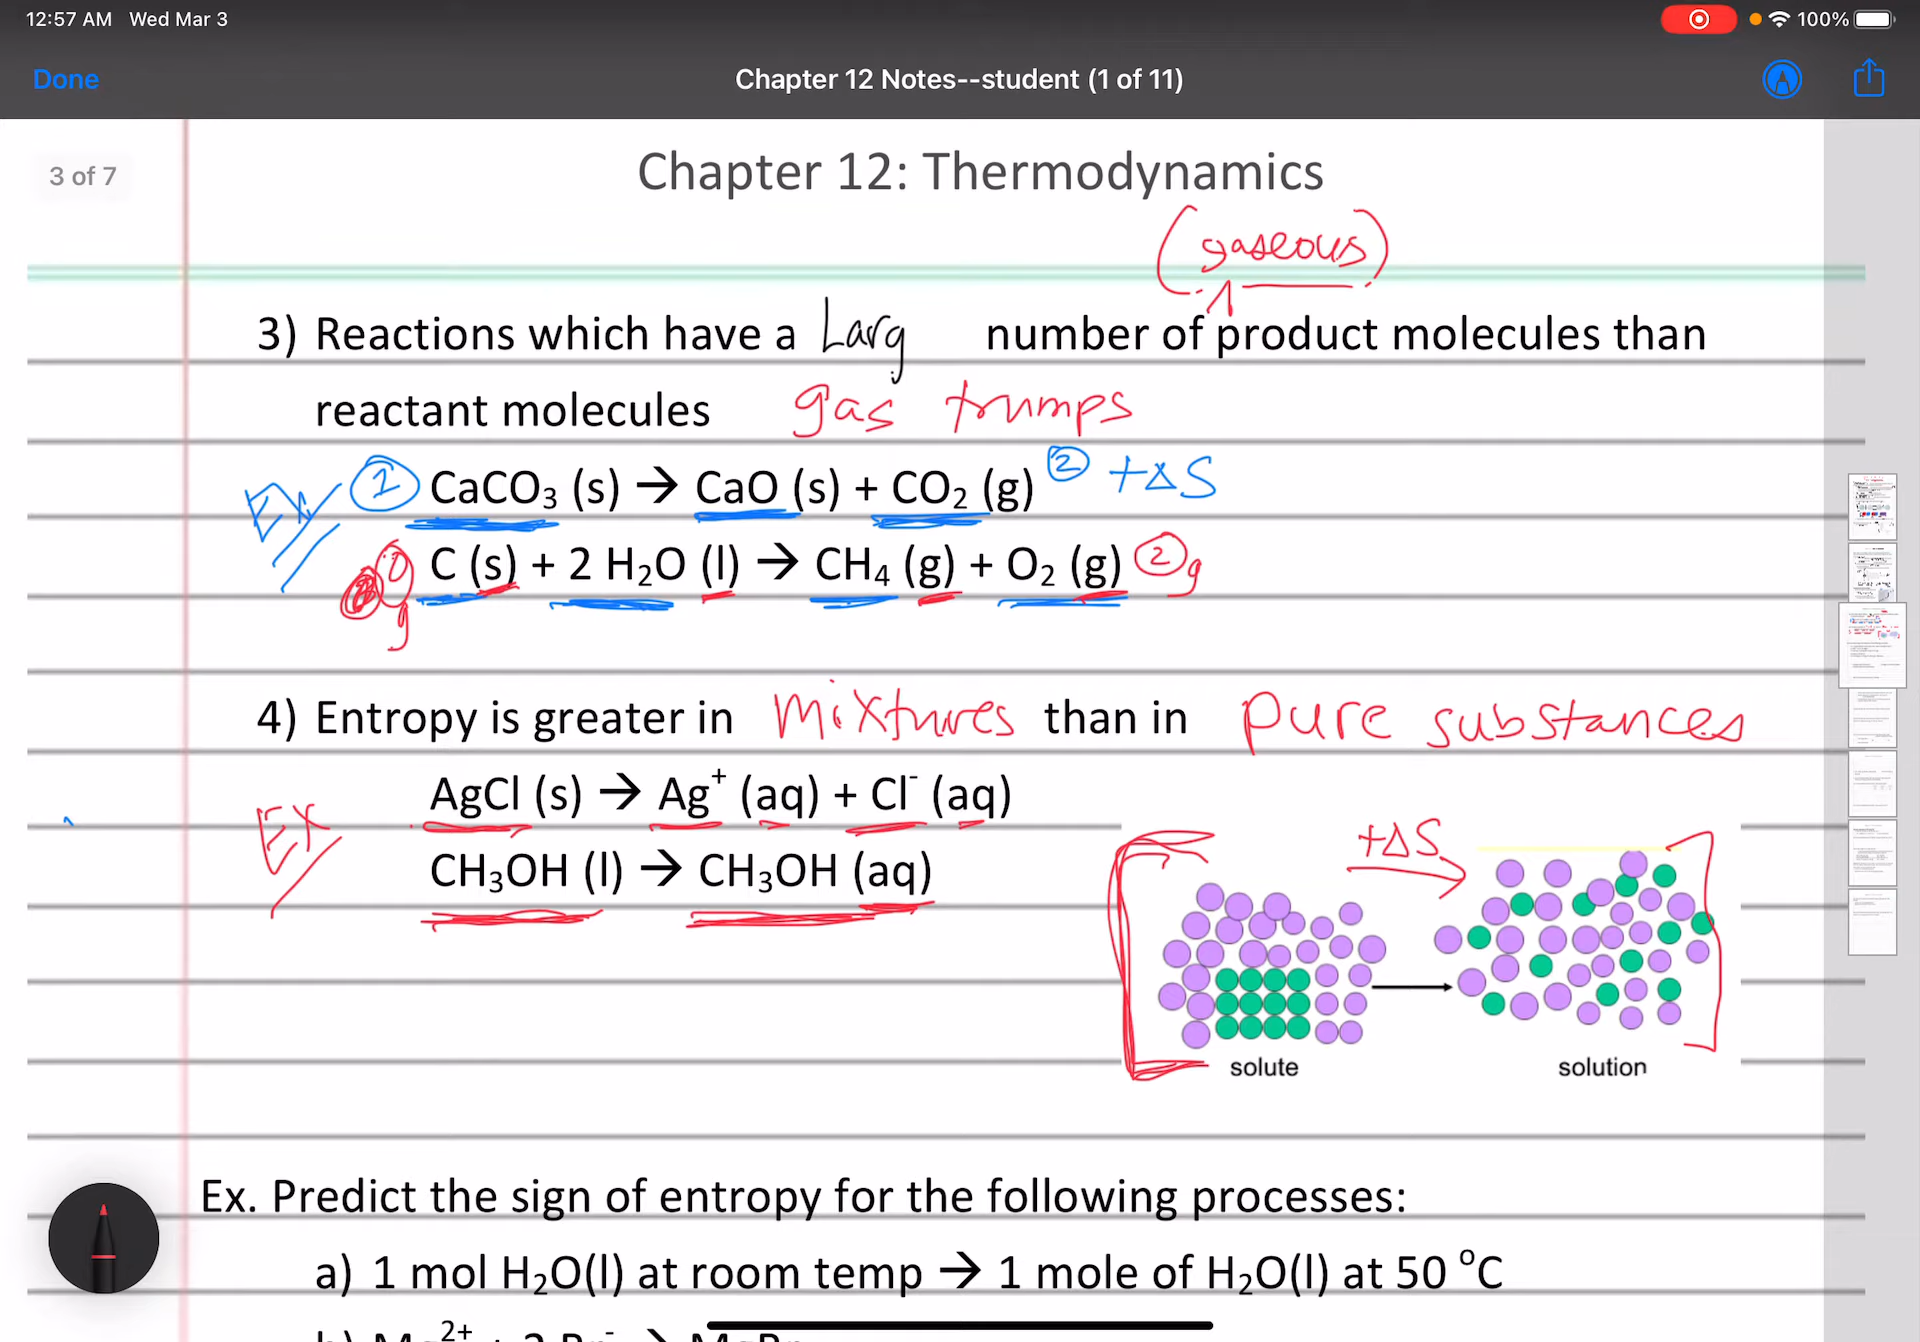 12:57 AM Wed Mar 3
100%
Done
Chapter 12 Notes--student (1 of 11)
3 of 7
Chapter 12: Thermodynamics
(gaseous)
3) Reactions which have a Larg number of product molecules than
reactant molecules gas trumps
Ex ① CaCO₃ (s) → CaO (s) + CO₂ (g) ② +ΔS
⓪g C (s) + 2 H₂O (l) → CH₄ (g) + O₂ (g) ②g
4) Entropy is greater in mixtures than in pure substances
AgCl (s) → Ag⁺ (aq) + Cl⁻ (aq)
Ex
CH₃OH (l) → CH₃OH (aq)
+ΔS
solute solution
Ex. Predict the sign of entropy for the following processes:
a) 1 mol H₂O(l) at room temp → 1 mole of H₂O(l) at 50 °C